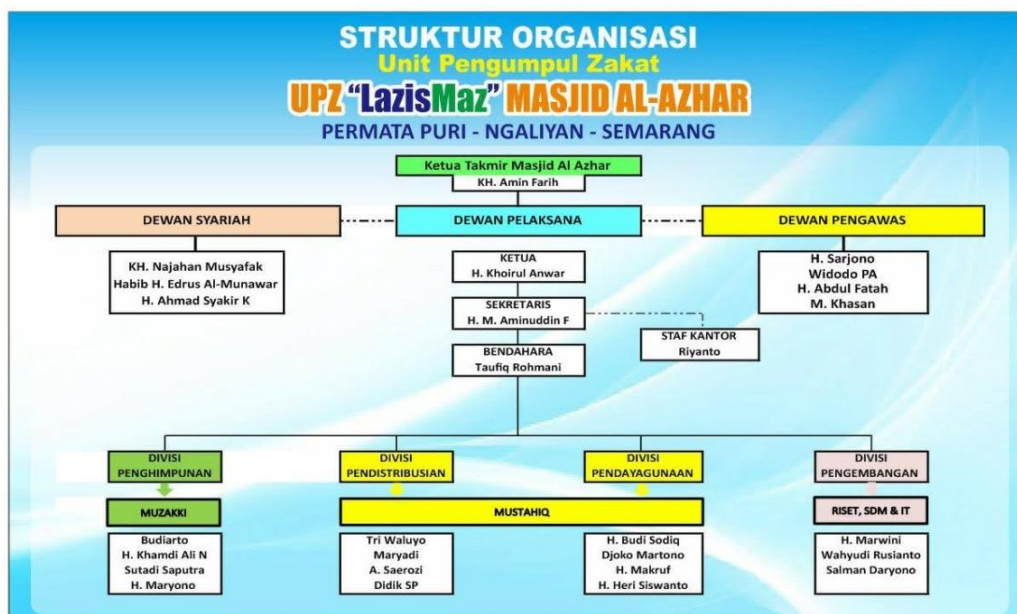 STRUKTUR ORGANISASI
Unit Pengumpul Zakat
UPZ “LazisMaz” MASJID AL-AZHAR
PERMATA PURI - NGALIYAN - SEMARANG
Ketua Takmir Masjid Al Azhar
KH. Amin Farih
DEWAN SYARIAH
KH. Najahan Musyafak
Habib H. Edrus Al-Munawar
H. Ahmad Syakir K
DEWAN PELAKSANA
KETUA
H. Khoirul Anwar
SEKRETARIS
H. M. Aminuddin F
STAF KANTOR
Riyanto
BENDAHARA
Taufiq Rohmani
DEWAN PENGAWAS
H. Sarjono
Widodo PA
H. Abdul Fatah
M. Khasan
DIVISI
PENGHIMPUNAN
MUZAKKI
Budiarto
H. Khamdi Ali N
Sutadi Saputra
H. Maryono
DIVISI
PENDISTRIBUSIAN
DIVISI
PENDAYAGUNAAN
MUSTAHIQ
Tri Waluyo
Maryadi
A. Saerozi
Didik SP
H. Budi Sodiq
Djoko Martono
H. Makruf
H. Heri Siswanto
DIVISI
PENGEMBANGAN
RISET, SDM & IT
H. Marwini
Wahyudi Rusianto
Salman Daryono